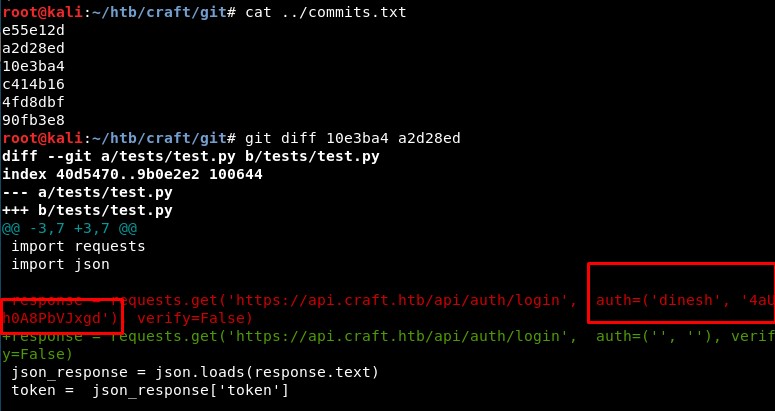 root@kali:~/htb/craft/git# cat ../commits.txt
e55e12d
a2d28ed
10e3ba4
c414b16
4fd8dbf
90fb3e8
root@kali:~/htb/craft/git# git diff 10e3ba4 a2d28ed
diff --git a/tests/test.py b/tests/test.py
index 40d5470..9b0e2e2 100644
--- a/tests/test.py
+++ b/tests/test.py
@@ -3,7 +3,7 @@
 import requests
 import json

-response = requests.get('https://api.craft.htb/api/auth/login',  auth=('dinesh', '4aU
h0A8PbVJxgd'), verify=False)
+response = requests.get('https://api.craft.htb/api/auth/login',  auth=('', ''), verif
y=False)
 json_response = json.loads(response.text)
 token =  json_response['token']